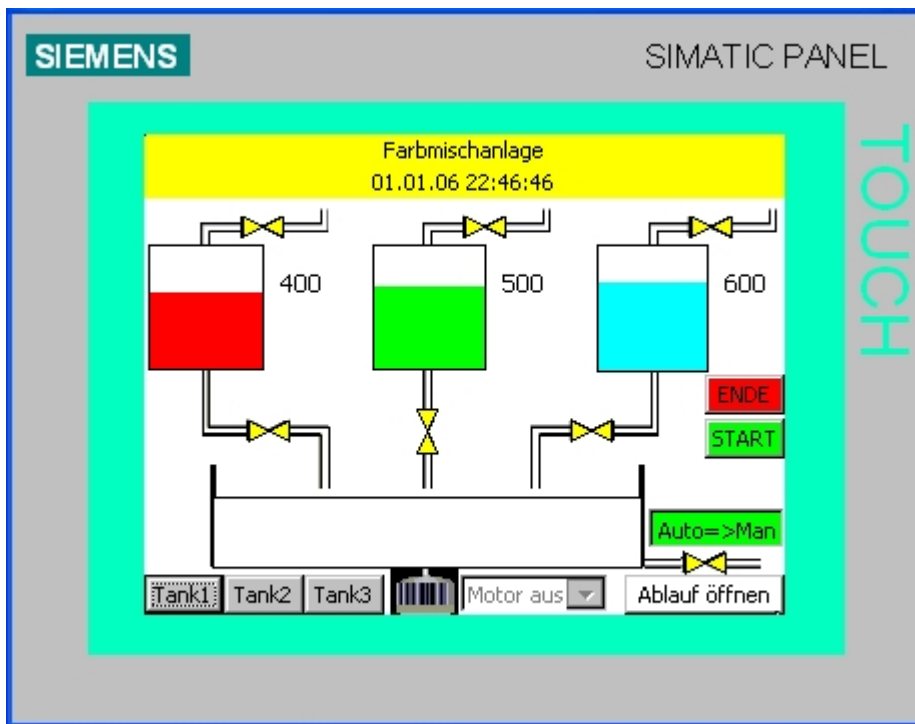 SIEMENS
SIMATIC PANEL
TOUCH
Farbmischanlage
01.01.06 22:46:46
400
500
600
ENDE
START
Auto=>Man
Tank1
Tank2
Tank3
Motor aus
Ablauf öffnen